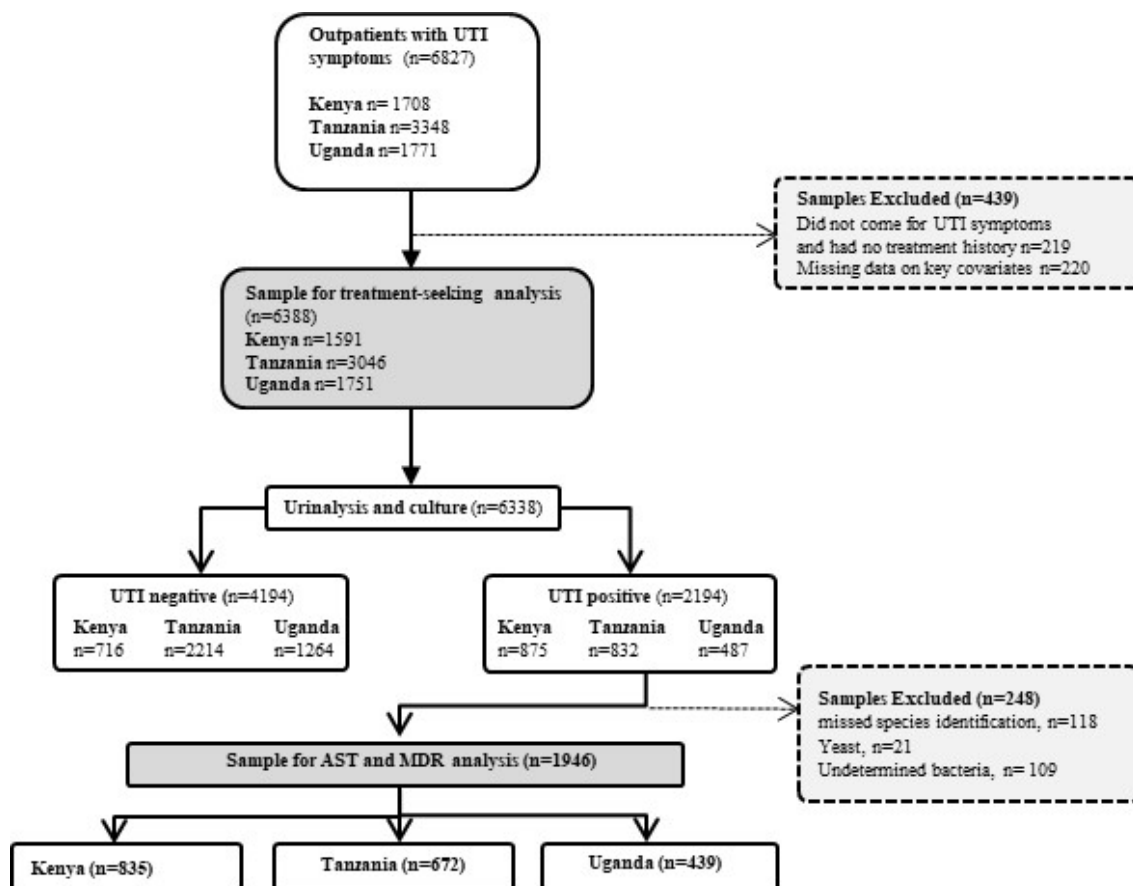 Outpatients with UTI
symptoms (n=6827)
Kenya n= 1708
Tanzania n=3348
Uganda n=1771
Samples Excluded (n=439)
Did not come for UTI symptoms
and had no treatment history n=219
Missing data on key covariates n=220
Sample for treatment-seeking analysis
(n=6388)
Kenya n=1591
Tanzania n=3046
Uganda n=1751
Urinalysis and culture (n=6338)
UTI negative (n=4194)
Kenya Tanzania Uganda
n=716 n=2214 n=1264
UTI positive (n=2194)
Kenya Tanzania Uganda
n=875 n=832 n=487
Samples Excluded (n=248)
missed species identification, n=118
Yeast, n=21
Undetermined bacteria, n= 109
Sample for AST and MDR analysis (n=1946)
Kenya (n=835)
Tanzania (n=672)
Uganda (n=439)